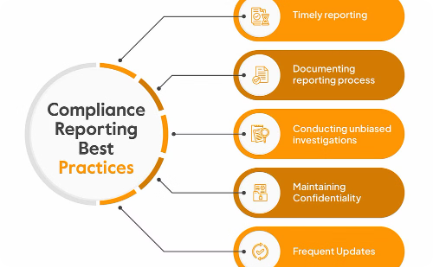 Compliance
Reporting
Best
Practices
Timely reporting
Documenting
reporting process
Conducting unbiased
investigations
Maintaining
Confidentiality
Frequent Updates